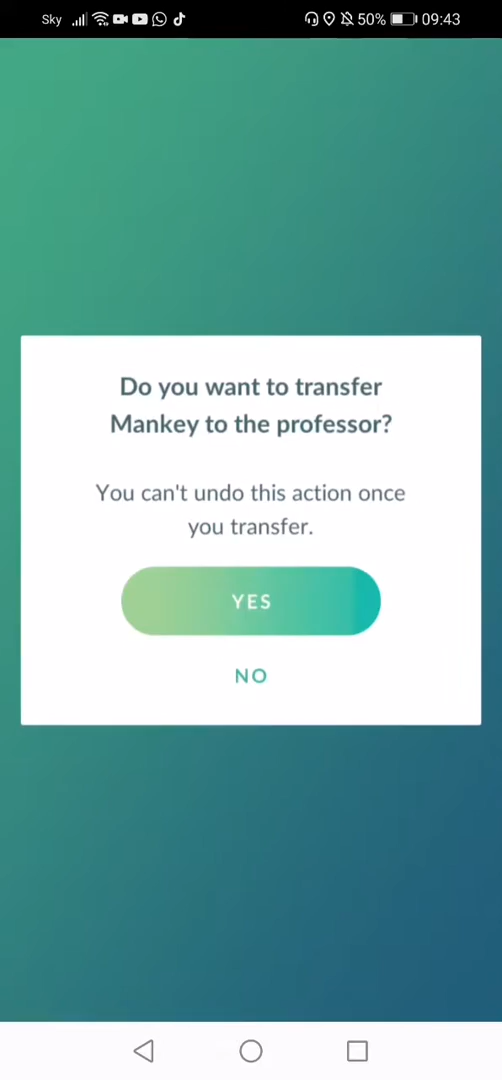 Sky 50% 09:43
Do you want to transfer
Mankey to the professor?
You can't undo this action once
you transfer.
YES
NO